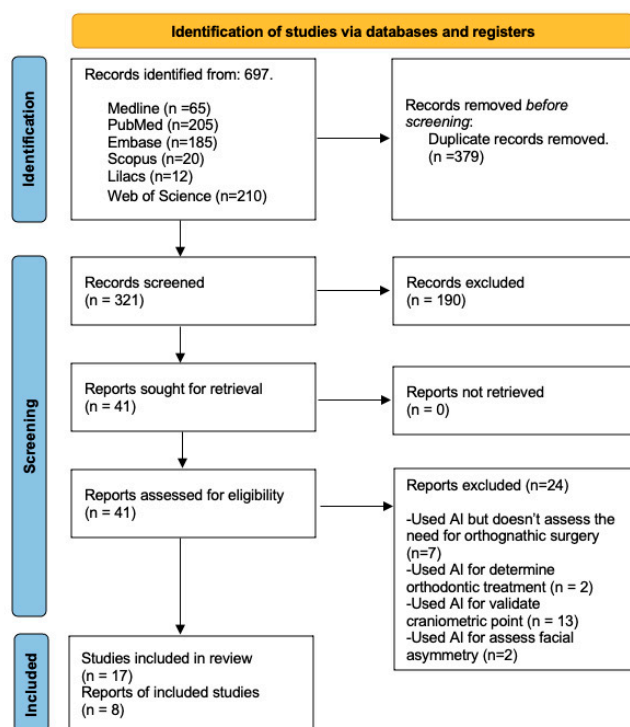 Identification of studies via databases and registers
Identification
Records identified from: 697.
Medline (n =65)
PubMed (n=205)
Embase (n=185)
Scopus (n=20)
Lilacs (n=12)
Web of Science (n=210)
Records removed before
screening:
Duplicate records removed.
(n =379)
Screening
Records screened
(n = 321)
Records excluded
(n = 190)
Reports sought for retrieval
(n = 41)
Reports not retrieved
(n = 0)
Reports assessed for eligibility
(n = 41)
Reports excluded (n=24)
-Used AI but doesn't assess the
need for orthognathic surgery
(n=7)
-Used AI for determine
orthodontic treatment (n = 2)
-Used AI for validate
craniometric point (n = 13)
-Used AI for assess facial
asymmetry (n=2)
Included
Studies included in review
(n = 17)
Reports of included studies
(n = 8)